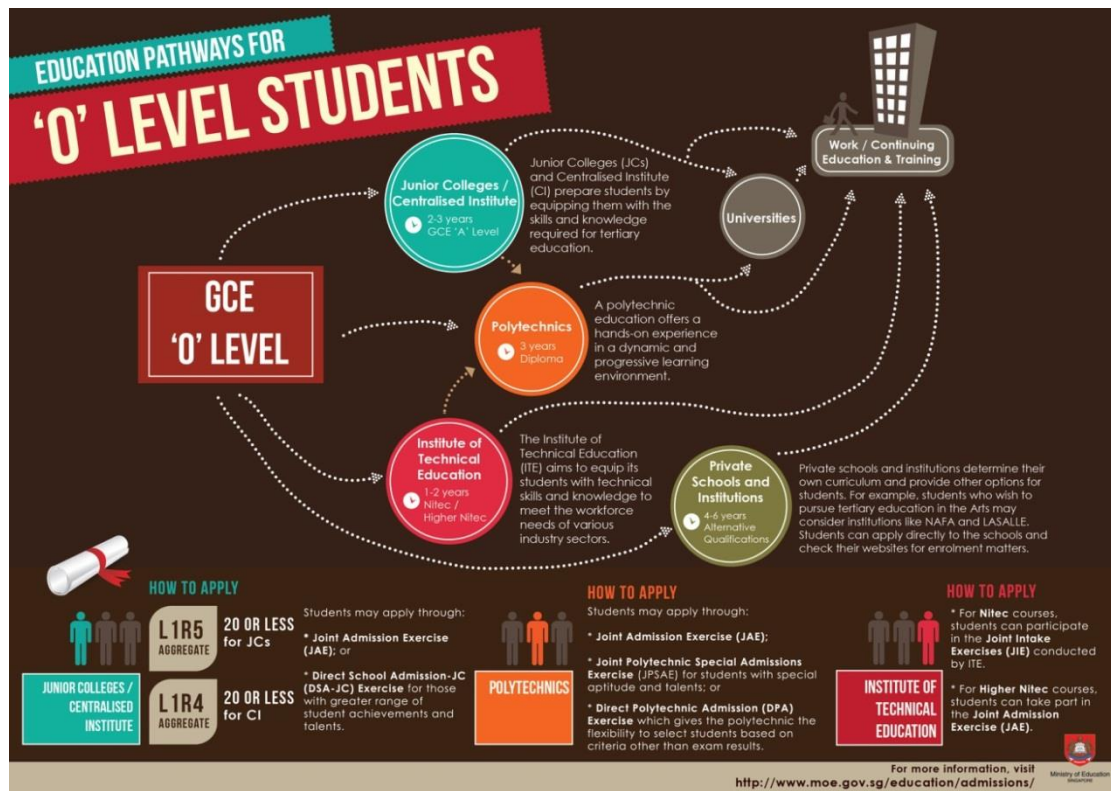 EDUCATION PATHWAYS FOR
‘O’ LEVEL STUDENTS
Work / Continuing
Education & Training
Junior Colleges /
Centralised Institute
2-3 years
GCE ‘A’ Level
Junior Colleges (JCs)
and Centralised Institute
(CI) prepare students by
equipping them with the
skills and knowledge
required for tertiary
education.
Universities
GCE
‘O’ LEVEL
Polytechnics
3 years
Diploma
A polytechnic
education offers a
hands-on experience
in a dynamic and
progressive learning
environment.
Institute of
Technical
Education
1-2 years
Nitec /
Higher Nitec
The Institute of
Technical Education
(ITE) aims to equip its
students with technical
skills and knowledge to
meet the workforce
needs of various
industry sectors.
Private
Schools and
Institutions
4-6 years
Alternative
Qualifications
Private schools and institutions determine their
own curriculum and provide other options for
students. For example, students who wish to
pursue tertiary education in the Arts may
consider institutions like NAFA and LASALLE.
Students can apply directly to the schools and
check their websites for enrolment matters.
HOW TO APPLY
JUNIOR COLLEGES /
CENTRALISED
INSTITUTE
L1R5
AGGREGATE
20 OR LESS
for JCs
L1R4
AGGREGATE
20 OR LESS
for CI
Students may apply through:
* Joint Admission Exercise
(JAE); or
* Direct School Admission-JC
(DSA-JC) Exercise for those
with greater range of
student achievements and
talents.
POLYTECHNICS
HOW TO APPLY
Students may apply through:
* Joint Admission Exercise (JAE);
* Joint Polytechnic Special Admissions
Exercise (JPSAE) for students with special
aptitude and talents; or
* Direct Polytechnic Admission (DPA)
Exercise which gives the polytechnic the
flexibility to select students based on
criteria other than exam results.
INSTITUTE OF
TECHNICAL
EDUCATION
HOW TO APPLY
* For Nitec courses,
students can participate
in the Joint Intake
Exercises (JIE) conducted
by ITE.
* For Higher Nitec courses,
students can take part in
the Joint Admission
Exercise (JAE).
For more information, visit
http://www.moe.gov.sg/education/admissions/
Ministry of Education
SINGAPORE